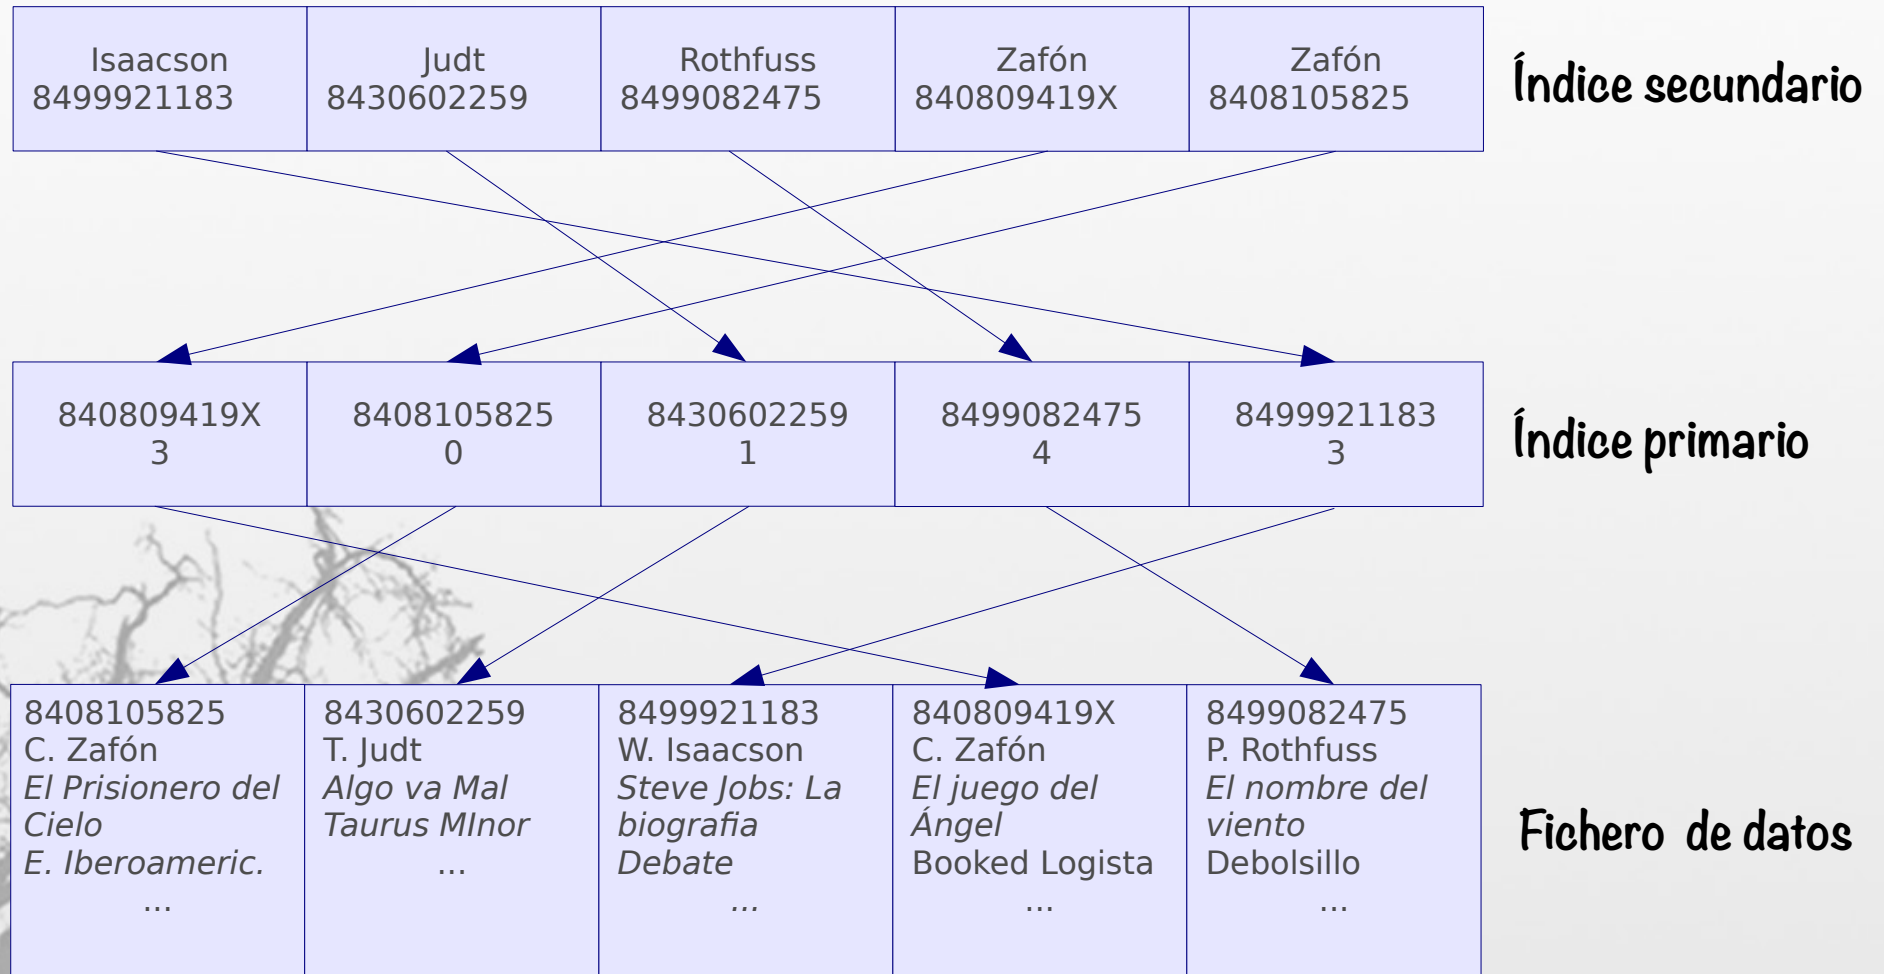 Isaacson
8499921183
Judt
8430602259
Rothfuss
8499082475
Zafón
840809419X
Zafón
8408105825
Índice secundario
840809419X
3
8408105825
0
8430602259
1
8499082475
4
8499921183
3
Índice primario
8408105825
C. Zafón
El Prisionero del
Cielo
E. Iberoameric.
...
8430602259
T. Judt
Algo va Mal
Taurus MInor
...
8499921183
W. Isaacson
Steve Jobs: La
biografia
Debate
...
840809419X
C. Zafón
El juego del
Ángel
Booked Logista
...
8499082475
P. Rothfuss
El nombre del
viento
Debolsillo
...
Fichero de datos